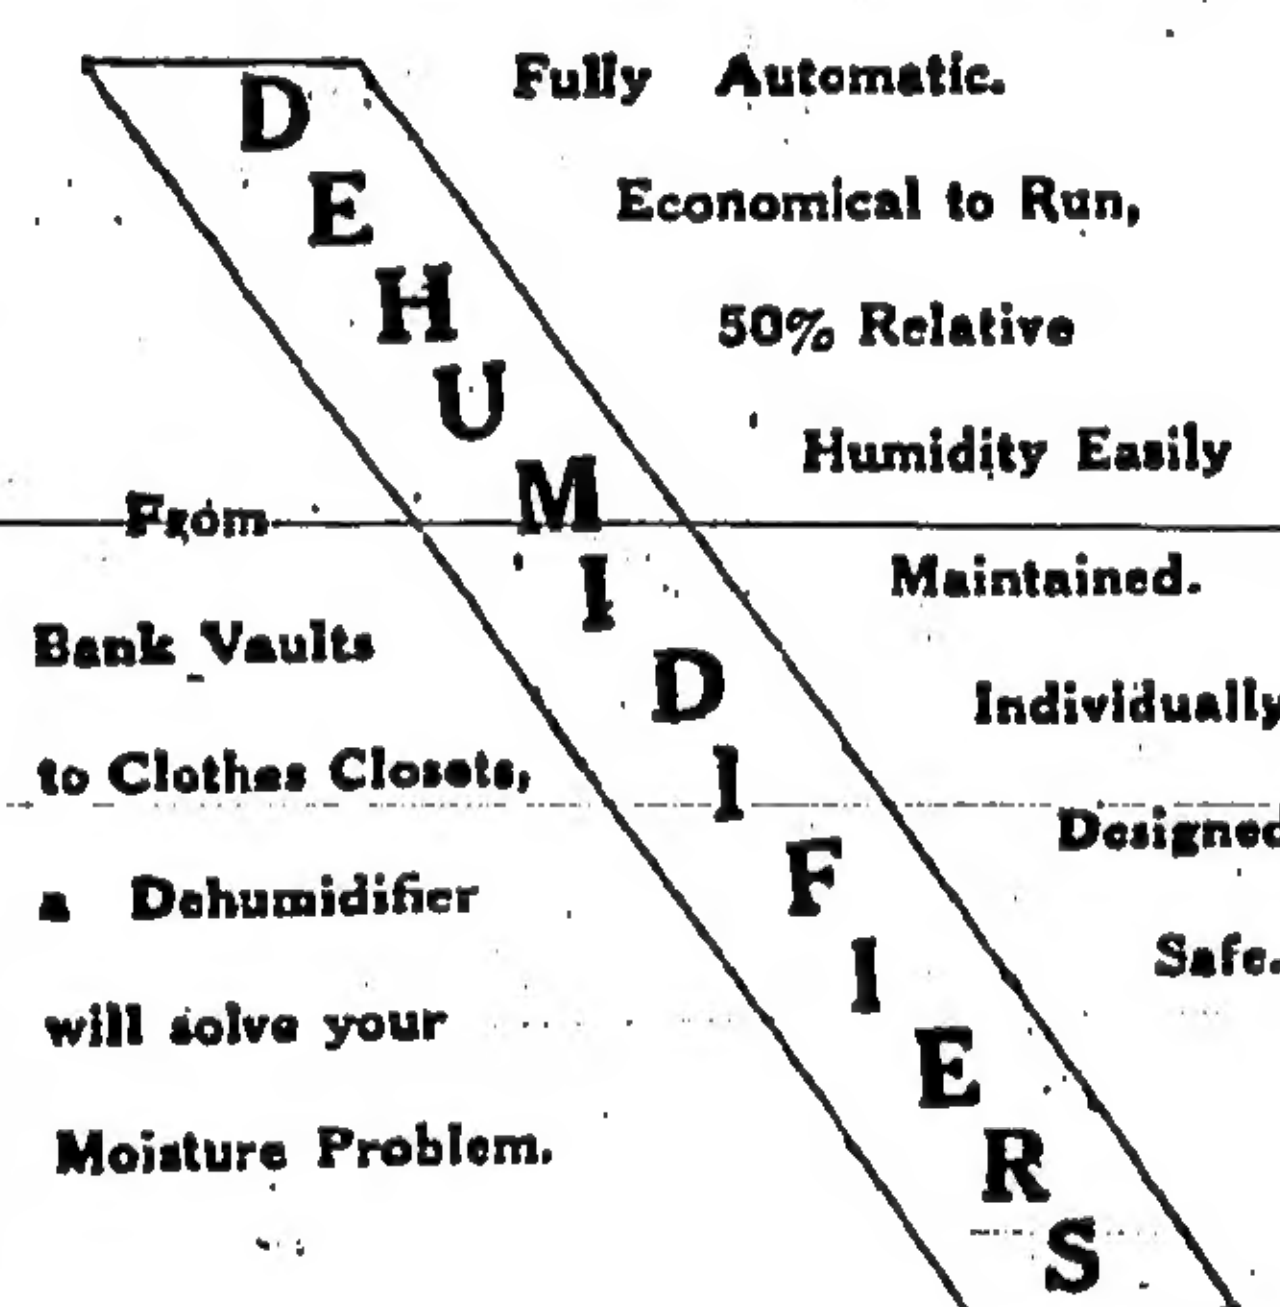 DEHUMIDIFIERS
Fully Automatic.
Economical to Run,
50% Relative
Humidity Easily
Maintained.
Individually
Designed
Safe.
From
Bank Vaults
to Clothes Closets,
a Dehumidifier
will solve your
Moisture Problem.